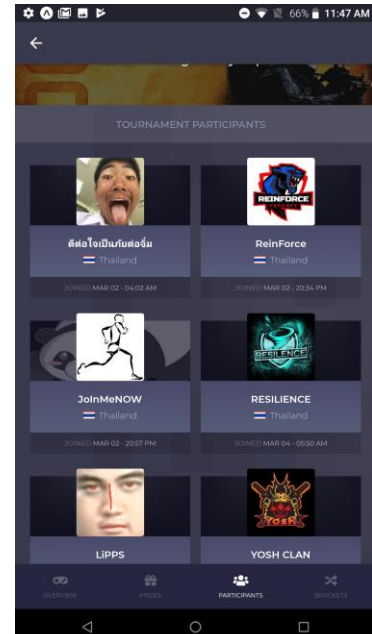 66% 11:47 AM
TOURNAMENT PARTICIPANTS
REINFORCE
ดีต่อใจเป็นภัยต่อจิ๋ม
ReinForce
Thailand
Thailand
JOINED MAR 02 - 04:02 AM
JOINED MAR 02 - 20:34 PM
RESILIENCE
JoInMeNOW
RESILIENCE
Thailand
Thailand
JOINED MAR 02 - 20:57 PM
JOINED MAR 04 - 05:50 AM
YOSH
LiPPS
YOSH CLAN
OVERVIEW
PRIZES
PARTICIPANTS
BRACKETS